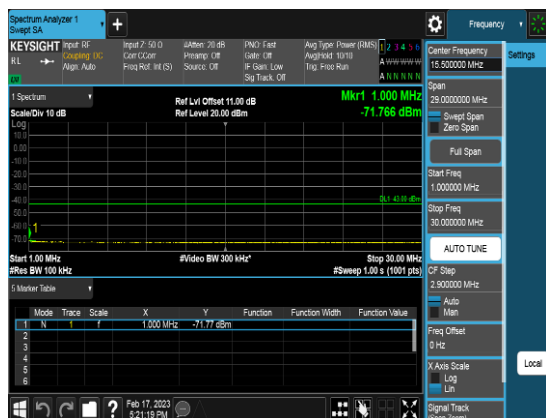 Spectrum Analyzer 1
Swept SA
Frequency
KEYSIGHT
Input: RF
Coupling: DC
Align: Auto
Input Z: 50 Ω
Corr CCorr
Freq Ref: Int (S)
#Atten: 20 dB
Preamp: Off
Source: Off
PNO: Fast
Gate: Off
IF Gain: Low
Sig Track: Off
Avg Type: Power (RMS)
Avg|Hold: 10/10
Trig: Free Run
1 2 3 4 5 6
A W W W W W
A N N N N N
RL
1 Spectrum
Scale/Div 10 dB
Log
Ref Lvl Offset 11.00 dB
Ref Level 20.00 dBm
Mkr1 1.000 MHz
-71.766 dBm
10.0
0.00
-10.0
-20.0
-30.0
-40.0
-50.0
-60.0
-70.0
1
Start 1.00 MHz
#Res BW 100 kHz
#Video BW 300 kHz*
Stop 30.00 MHz
#Sweep 1.00 s (1001 pts)
5 Marker Table
Mode Trace Scale X Y Function Function Width Function Value
1 N 1 f 1.000 MHz -71.77 dBm
2
3
4
5
6
Feb 17, 2023
5:21:19 PM
Center Frequency
15.500000 MHz
Span
29.0000000 MHz
Swept Span
Zero Span
Full Span
Start Freq
1.000000 MHz
Stop Freq
30.000000 MHz
AUTO TUNE
CF Step
2.900000 MHz
Auto
Man
Freq Offset
0 Hz
X Axis Scale
Log
Lin
Signal Track
Settings
Local